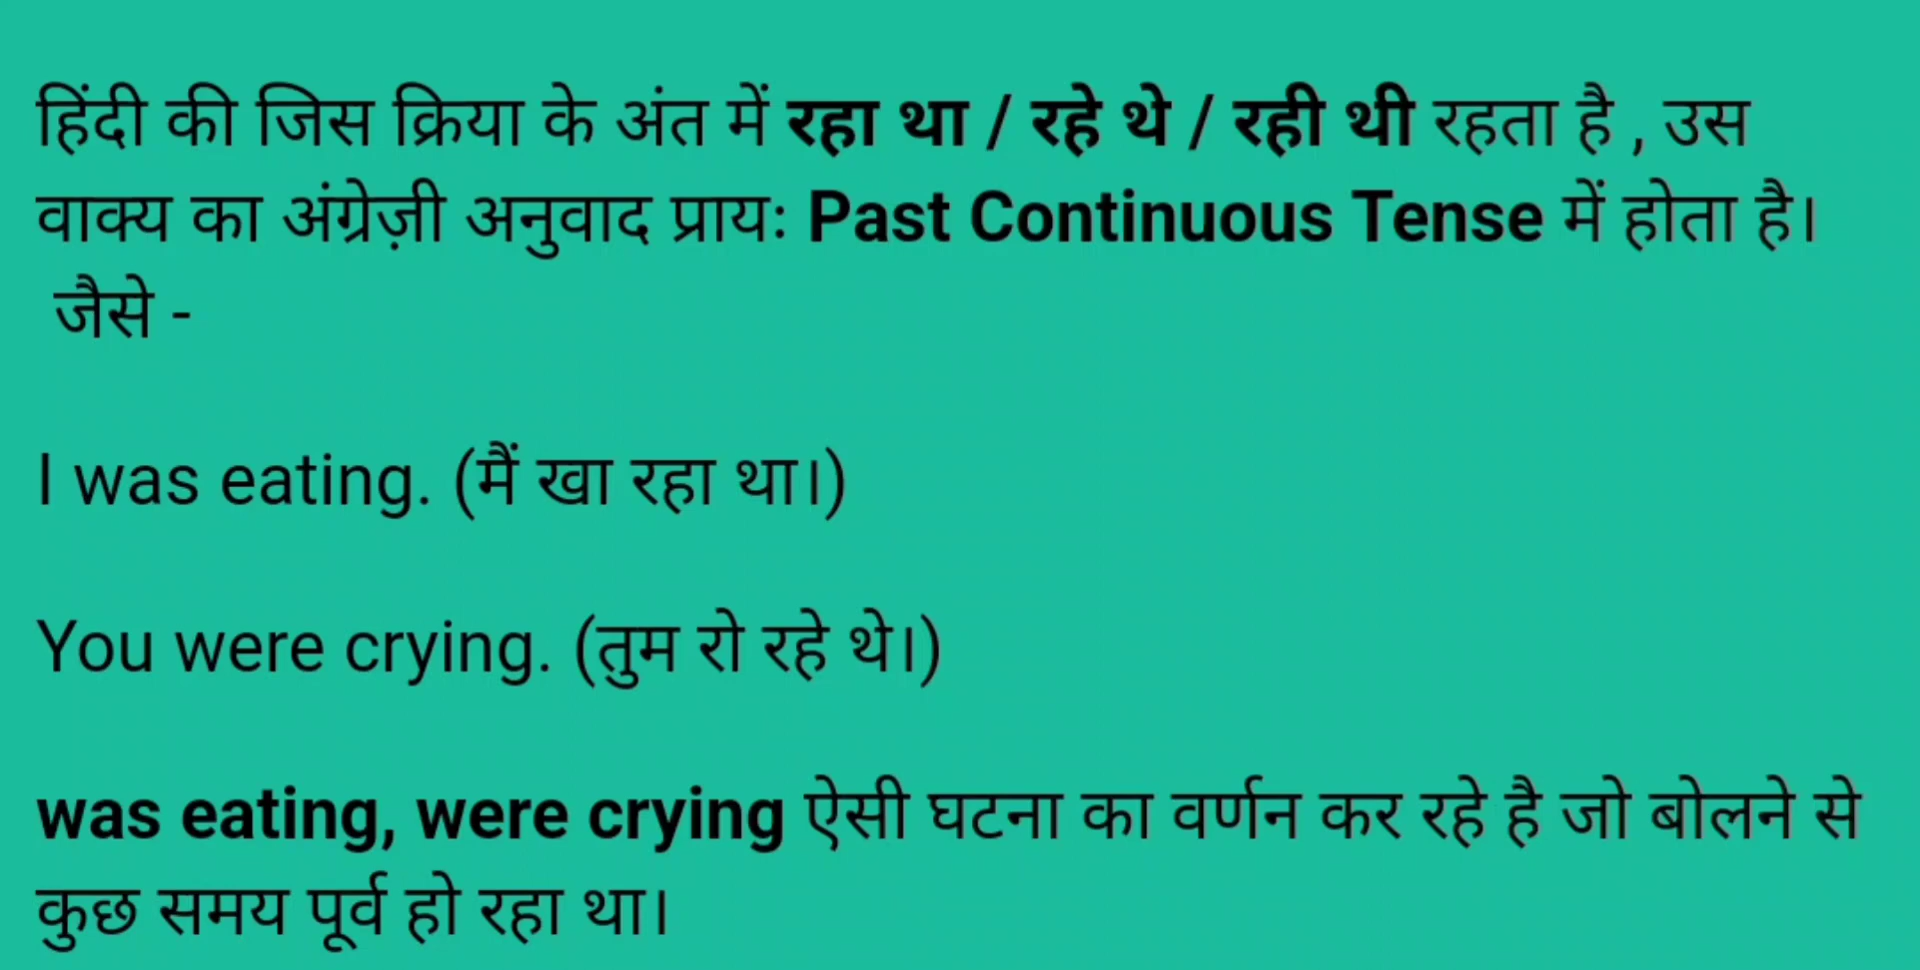 हिंदी की जिस क्रिया के अंत में रहा था / रहे थे / रही थी रहता है , उस
वाक्य का अंग्रेज़ी अनुवाद प्रायः Past Continuous Tense में होता है।
जैसे -
I was eating. (मैं खा रहा था।)
You were crying. (तुम रो रहे थे।)
was eating, were crying ऐसी घटना का वर्णन कर रहे है जो बोलने से
कुछ समय पूर्व हो रहा था।